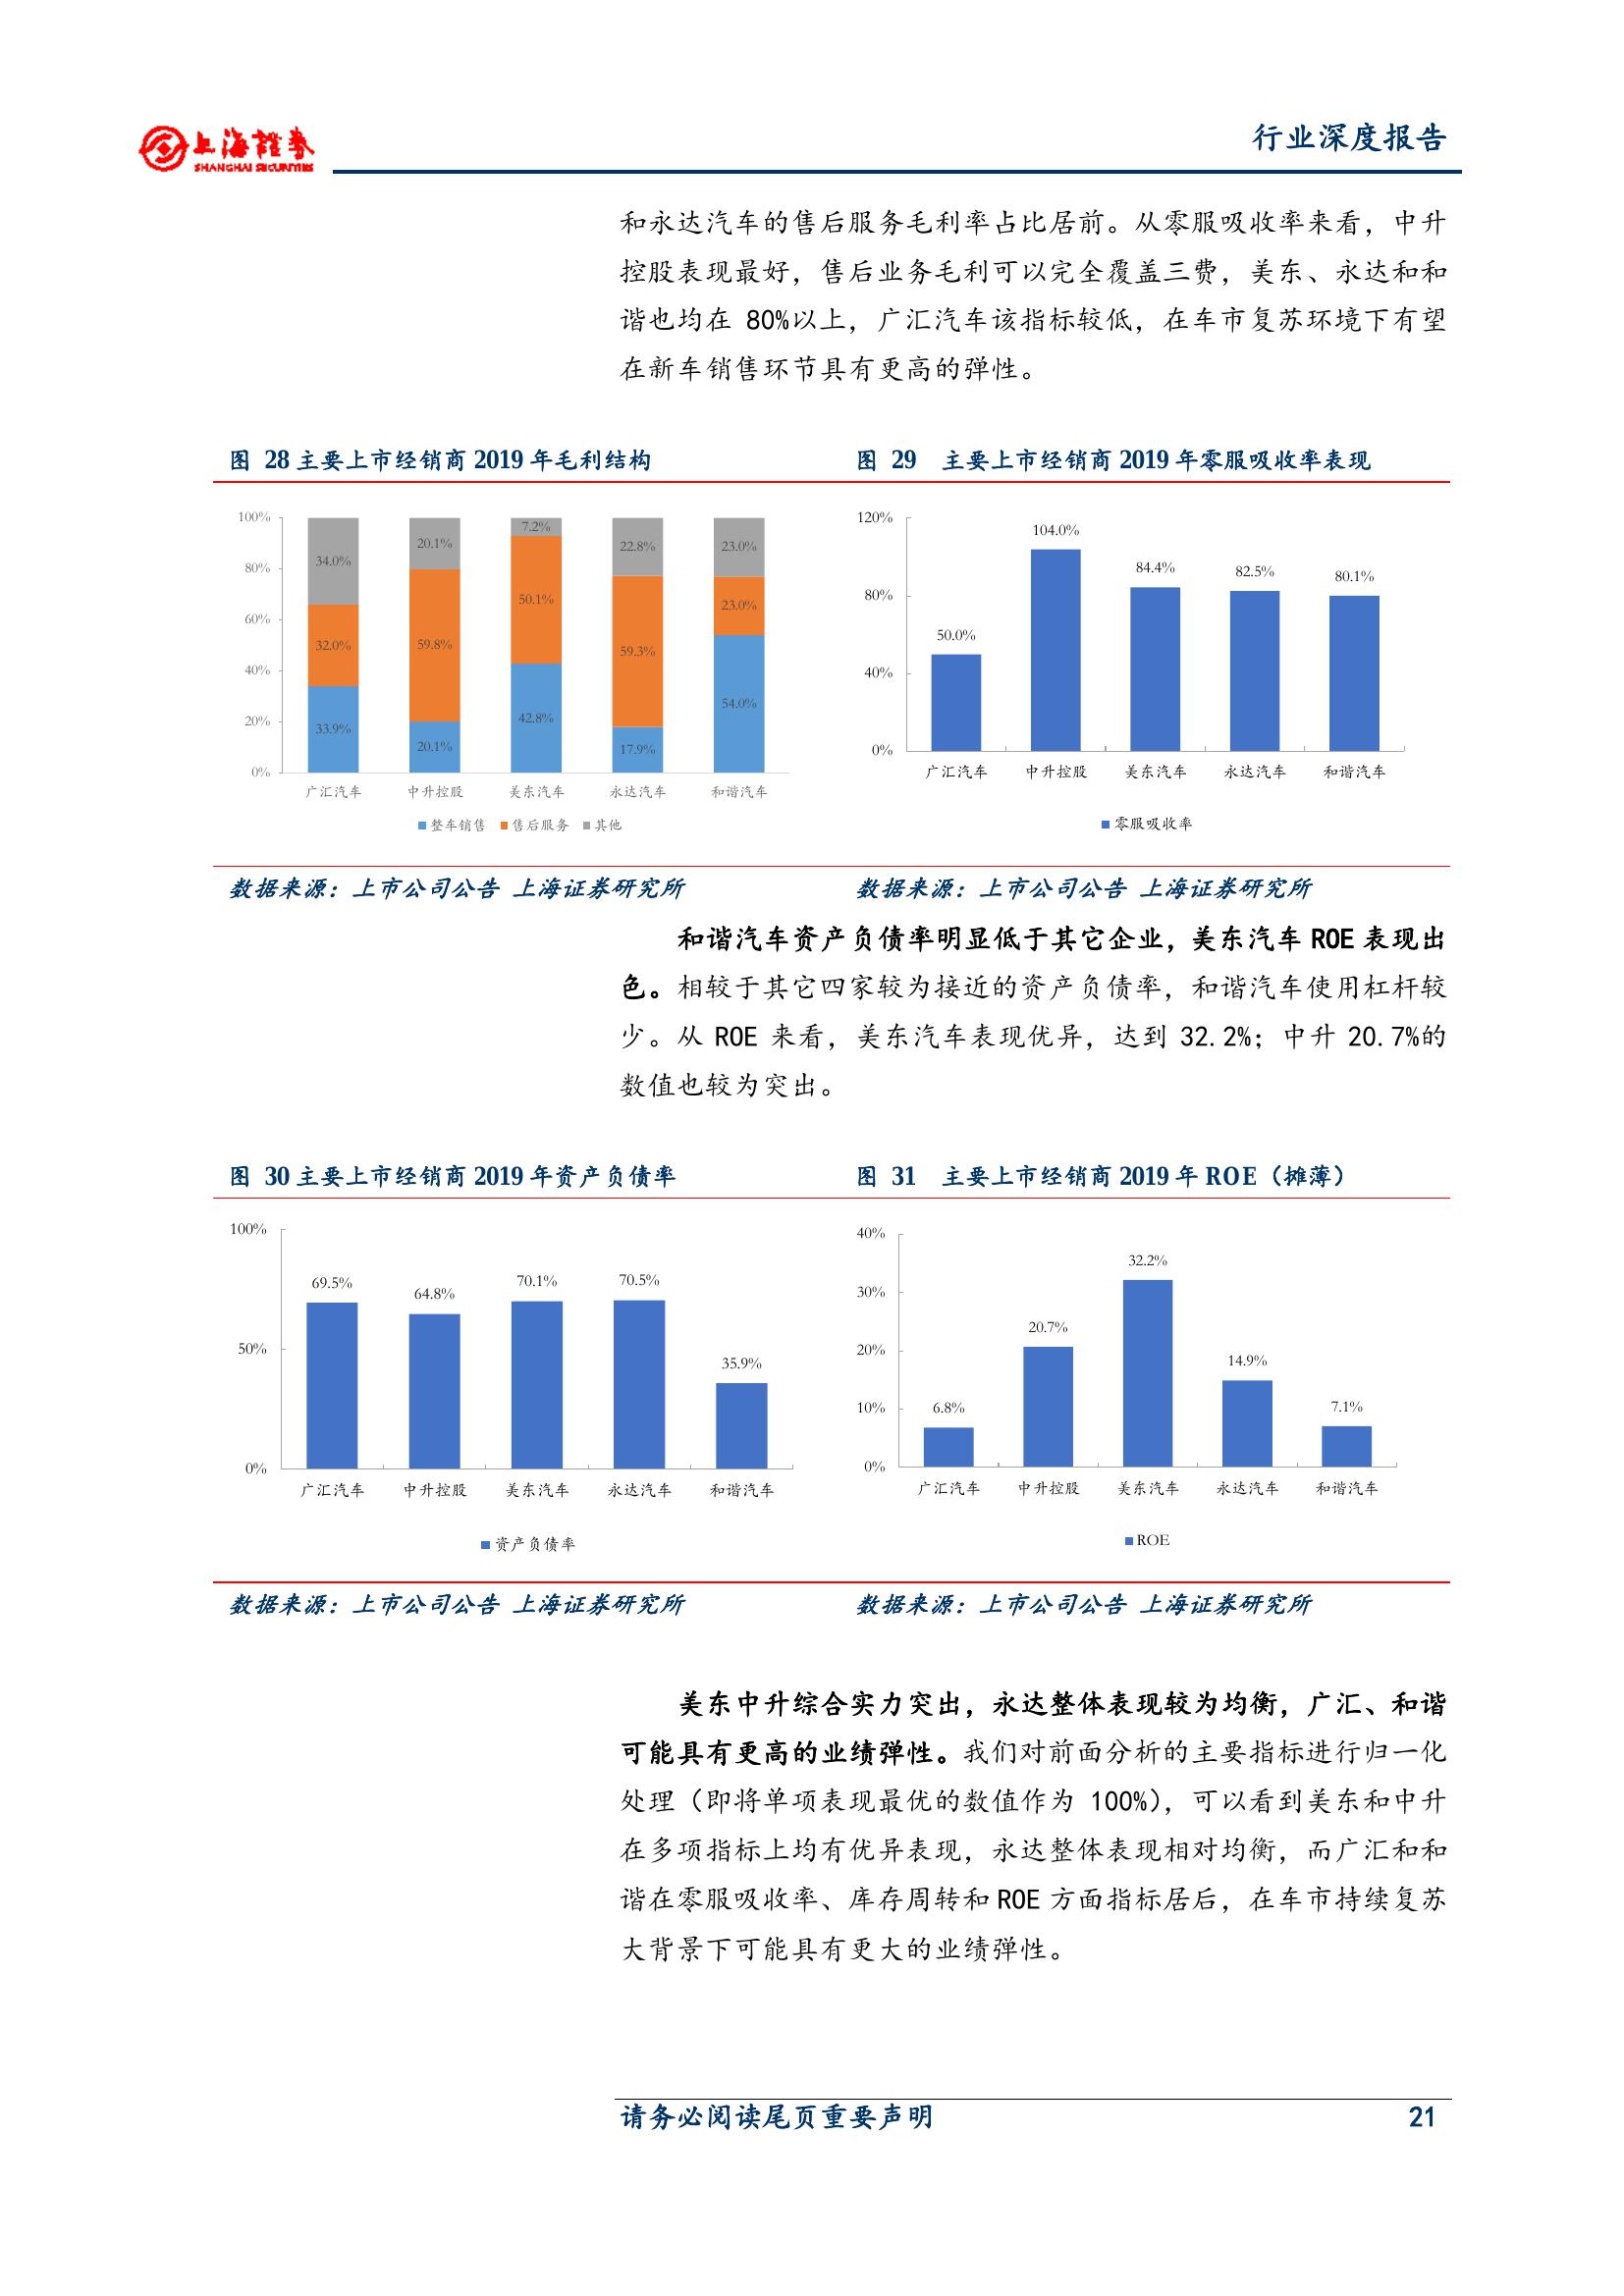 上海證券
SHANGHAI SECURITIES
行业深度报告
和永达汽车的售后服务毛利率占比居前。从零服吸收率来看，中升
控股表现最好，售后业务毛利可以完全覆盖三费，美东、永达和和
谐也均在 80%以上，广汇汽车该指标较低，在车市复苏环境下有望
在新车销售环节具有更高的弹性。
图 28 主要上市经销商 2019 年毛利结构
100%
80%
60%
40%
20%
0%
34.0%
32.0%
33.9%
20.1%
59.8%
20.1%
7.2%
50.1%
42.8%
22.8%
59.3%
17.9%
23.0%
23.0%
54.0%
广汇汽车 中升控股 美东汽车 永达汽车 和谐汽车
整车销售 售后服务 其他
数据来源：上市公司公告 上海证券研究所
图 29 主要上市经销商 2019 年零服吸收率表现
120%
80%
40%
0%
50.0%
104.0%
84.4%
82.5%
80.1%
广汇汽车 中升控股 美东汽车 永达汽车 和谐汽车
零服吸收率
数据来源：上市公司公告 上海证券研究所
和谐汽车资产负债率明显低于其它企业，美东汽车 ROE 表现出
色。相较于其它四家较为接近的资产负债率，和谐汽车使用杠杆较
少。从 ROE 来看，美东汽车表现优异，达到 32.2%；中升 20.7%的
数值也较为突出。
图 30 主要上市经销商 2019 年资产负债率
100%
50%
0%
69.5%
64.8%
70.1%
70.5%
35.9%
广汇汽车 中升控股 美东汽车 永达汽车 和谐汽车
资产负债率
数据来源：上市公司公告 上海证券研究所
图 31 主要上市经销商 2019 年 ROE（摊薄）
40%
30%
20%
10%
0%
6.8%
20.7%
32.2%
14.9%
7.1%
广汇汽车 中升控股 美东汽车 永达汽车 和谐汽车
ROE
数据来源：上市公司公告 上海证券研究所
美东中升综合实力突出，永达整体表现较为均衡，广汇、和谐
可能具有更高的业绩弹性。我们对前面分析的主要指标进行归一化
处理（即将单项表现最优的数值作为 100%），可以看到美东和中升
在多项指标上均有优异表现，永达整体表现相对均衡，而广汇和和
谐在零服吸收率、库存周转和 ROE 方面指标居后，在车市持续复苏
大背景下可能具有更大的业绩弹性。
请务必阅读尾页重要声明
21